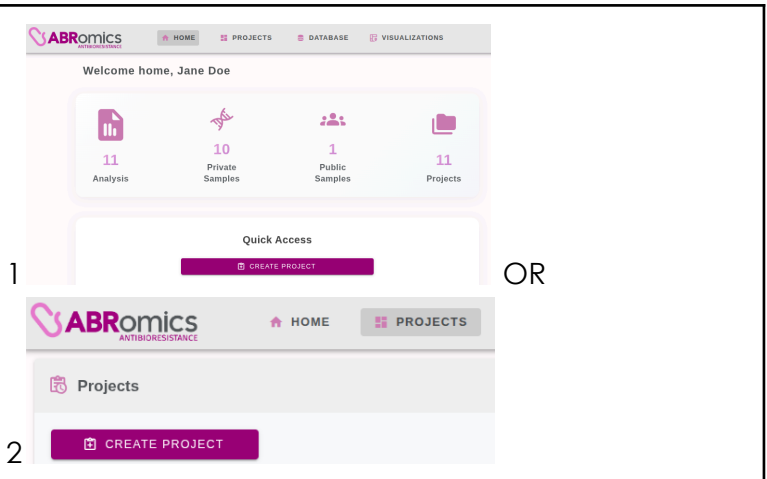 ABRomics
ANTIBIORESISTANCE
HOME PROJECTS DATABASE VISUALIZATIONS
Welcome home, Jane Doe
11 10 1 11
Analysis Private Samples Public Samples Projects
Quick Access
CREATE PROJECT
1 OR
ABRomics
ANTIBIORESISTANCE
HOME PROJECTS
Projects
CREATE PROJECT
2